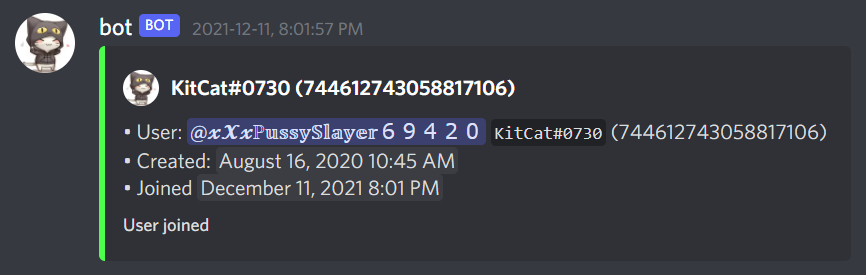 bot BOT 2021-12-11, 8:01:57 PM
KitCat#0730 (744612743058817106)
• User: @𝔁𝓧𝔁ℙ𝕦𝕤𝕤𝕪𝕊𝕝𝕒𝕪𝕖𝕣６９４２０ KitCat#0730 (744612743058817106)
• Created: August 16, 2020 10:45 AM
• Joined December 11, 2021 8:01 PM
User joined